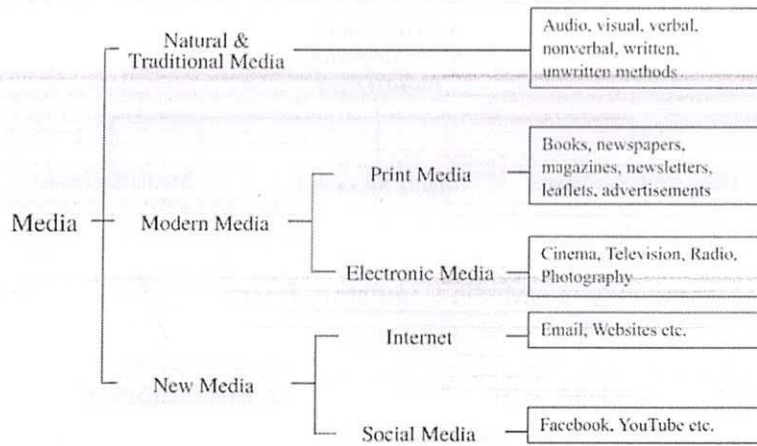 Natural &
Traditional Media
Audio, visual, verbal,
nonverbal, written,
unwritten methods
Media
Modern Media
Print Media
Books, newspapers,
magazines, newsletters,
leaflets, advertisements
Electronic Media
Cinema, Television, Radio,
Photography
New Media
Internet
Email, Websites etc.
Social Media
Facebook, YouTube etc.